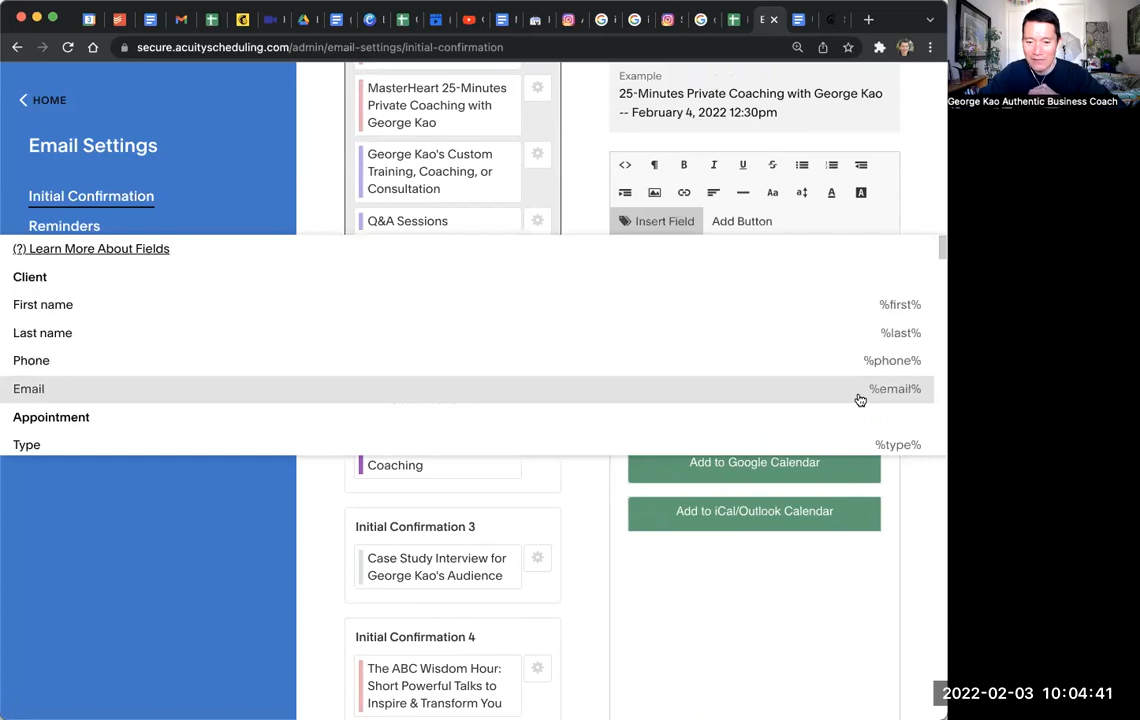 secure.acuityscheduling.com/admin/email-settings/initial-confirmation
George Kao Authentic Business Coach
HOME
Email Settings
Initial Confirmation
Reminders
MasterHeart 25-Minutes
Private Coaching with
George Kao
George Kao's Custom
Training, Coaching, or
Consultation
Q&A Sessions
Example
25-Minutes Private Coaching with George Kao
-- February 4, 2022 12:30pm
Insert Field
Add Button
(?) Learn More About Fields
Client
First name %first%
Last name %last%
Phone %phone%
Email %email%
Appointment
Type %type%
Coaching
Initial Confirmation 3
Case Study Interview for
George Kao's Audience
Initial Confirmation 4
The ABC Wisdom Hour:
Short Powerful Talks to
Inspire & Transform You
Add to Google Calendar
Add to iCal/Outlook Calendar
2022-02-03 10:04:41